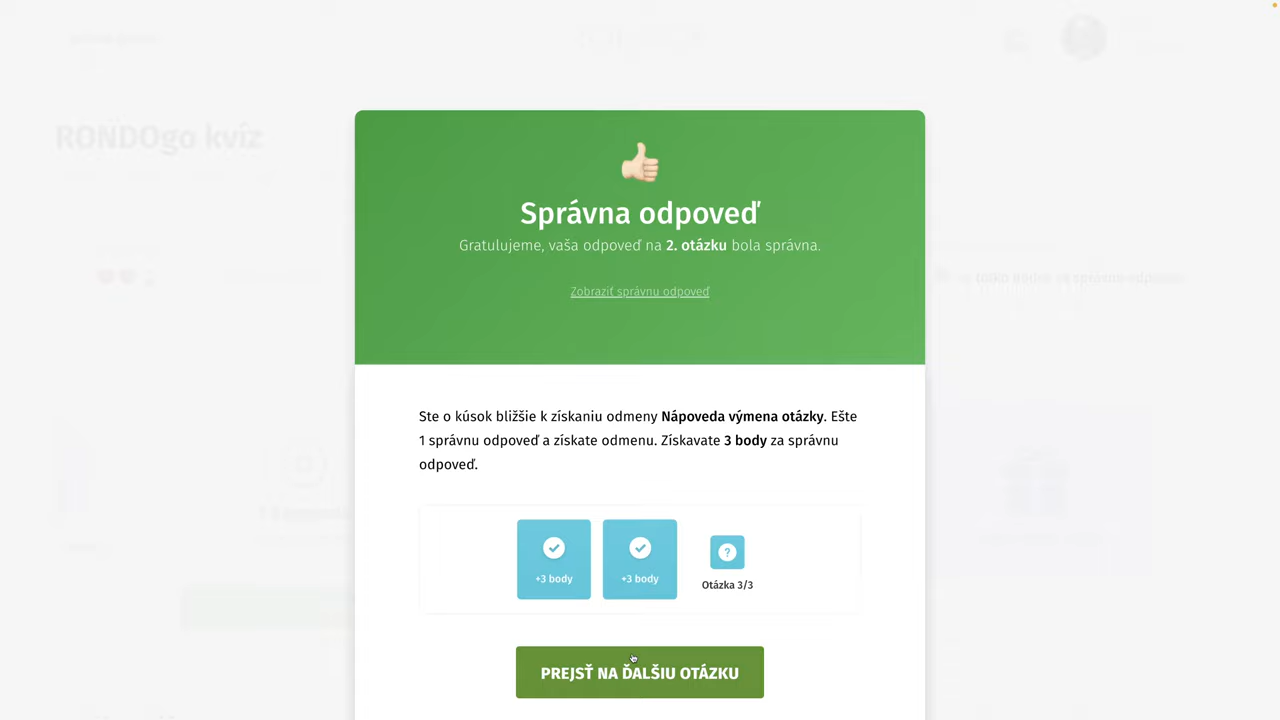 RONDOgo kvíz
Správna odpoveď
Gratulujeme, vaša odpoveď na 2. otázku bola správna.
Zobraziť správnu odpoveď
Ste o kúsok bližšie k získaniu odmeny Nápoveda výmena otázky. Ešte
1 správnu odpoveď a získate odmenu. Získavate 3 body za správnu
odpoveď.
+3 body
+3 body
?
Otázka 3/3
PREJSŤ NA ĎALŠIU OTÁZKU